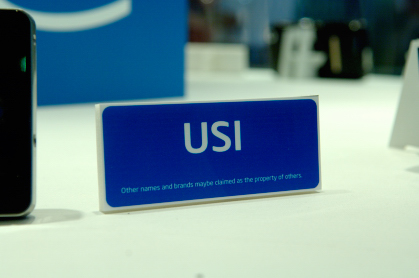 USI
Other names and brands maybe claimed as the property of others.